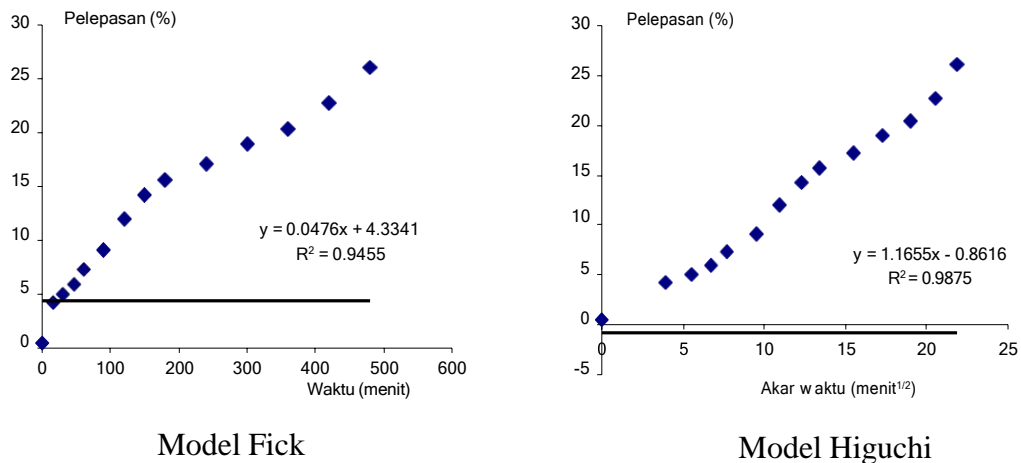 Pelepasan (%)
30
25
20
15
10
5
0
y = 0.0476x + 4.3341
R² = 0.9455
0 100 200 300 400 500 600
Waktu (menit)
Model Fick
Pelepasan (%)
30
25
20
15
10
5
0
-5
y = 1.1655x - 0.8616
R² = 0.9875
0 5 10 15 20 25
Akar waktu (menit¹/²)
Model Higuchi